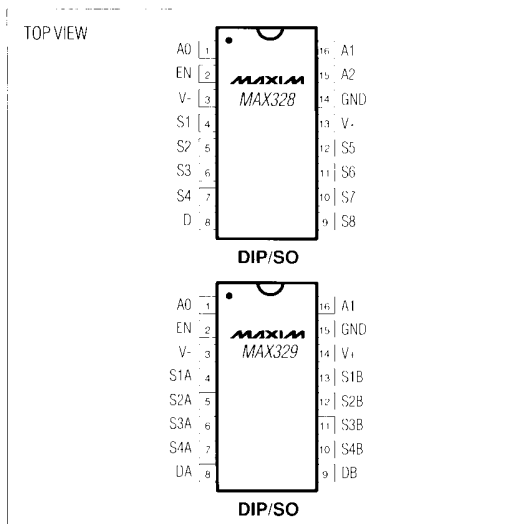 TOP VIEW
A0 1 16 A1
EN 2 MAXIM 15 A2
V- 3 MAX328 14 GND
S1 4 13 V-
S2 5 12 S5
S3 6 11 S6
S4 7 10 S7
D 8 9 S8
DIP/SO
A0 1 16 A1
EN 2 MAXIM 15 GND
V- 3 MAX329 14 V+
S1A 4 13 S1B
S2A 5 12 S2B
S3A 6 11 S3B
S4A 7 10 S4B
DA 8 9 DB
DIP/SO